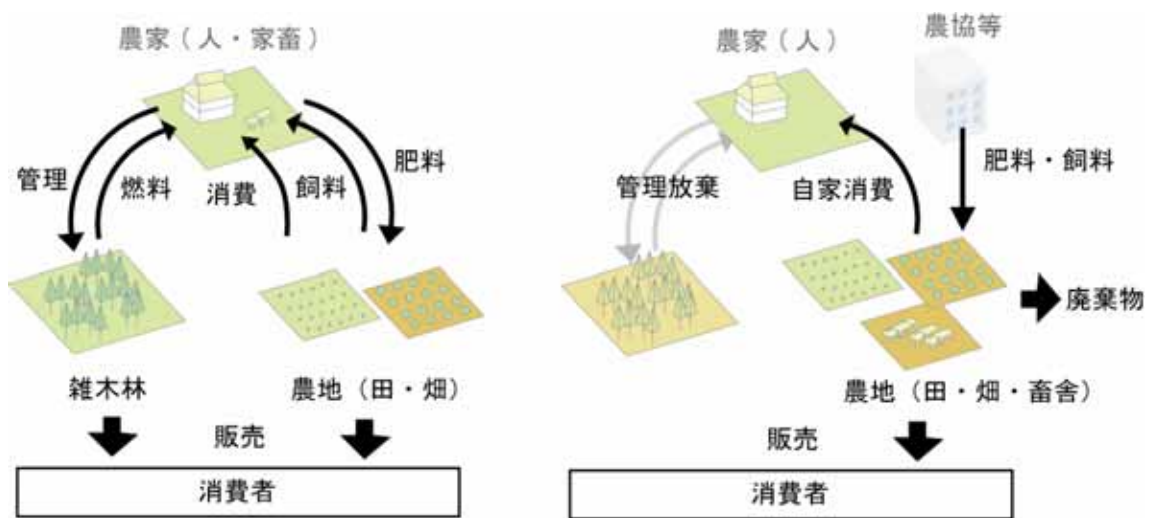 農家（人・家畜）
管理
燃料
消費
飼料
肥料
雑木林
農地（田・畑）
販売
消費者
農家（人）
農協等
管理放棄
自家消費
肥料・飼料
廃棄物
農地（田・畑・畜舎）
販売
消費者